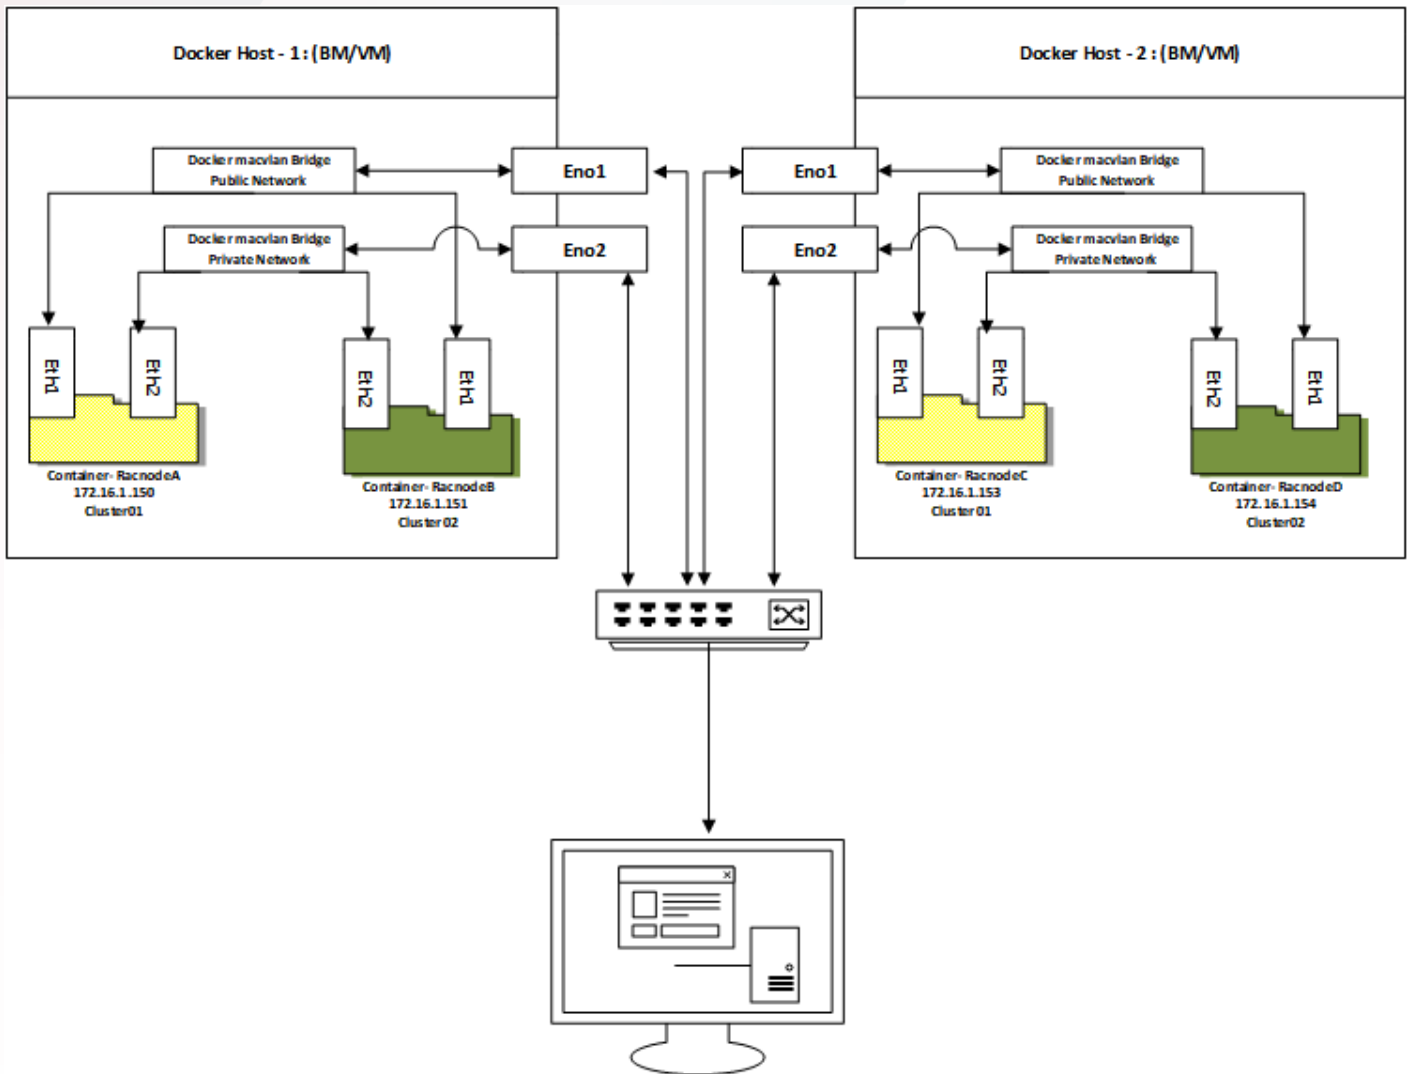 Docker Host - 1 : (BM/VM)
Docker macvlan Bridge
Public Network
Eno1
Docker macvlan Bridge
Private Network
Eno2
Eth1
Eth2
Eth2
Eth1
Container- RacnodeA
172.16.1.150
Cluster01
Container- RacnodeB
172.16.1.151
Cluster02
Docker Host - 2 : (BM/VM)
Eno1
Docker macvlan Bridge
Public Network
Eno2
Docker macvlan Bridge
Private Network
Eth1
Eth2
Eth2
Eth1
Container- RacnodeC
172.16.1.153
Cluster01
Container- RacnodeD
172.16.1.154
Cluster02